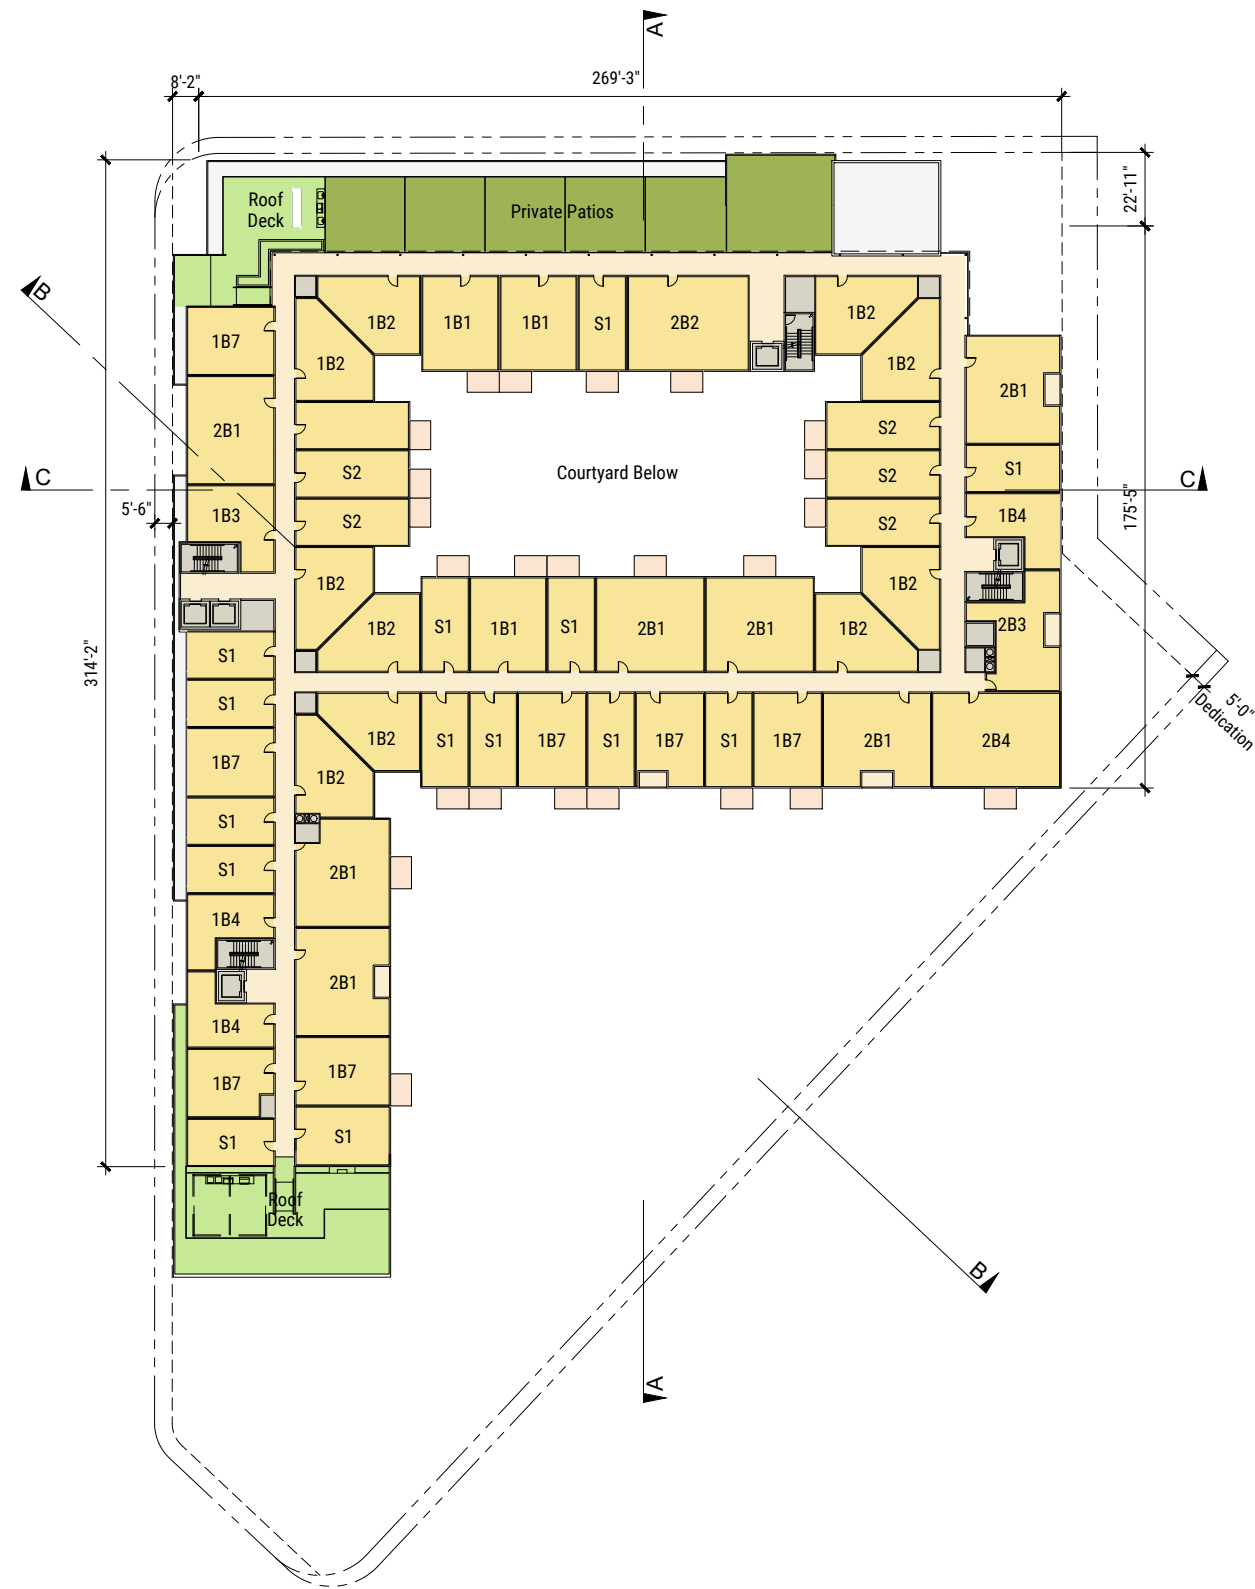 A
8'-2"
269'-3"
22'-11"
Roof
Deck
Private Patios
B
1B7
1B2
1B1
1B1
S1
2B2
1B2
1B2
1B2
2B1
2B1
S2
S2
Courtyard Below
S2
S2
S1
C
C
175'-5"
5'-6"
1B3
S2
S2
1B4
1B2
1B2
S1
1B1
S1
2B1
2B1
1B2
1B2
2B3
314'-2"
S1
S1
5'-0"
Dedication
1B2
S1
S1
1B7
S1
1B7
S1
1B7
2B1
2B4
1B7
1B2
S1
S1
2B1
1B4
2B1
1B4
1B7
1B7
S1
S1
Roof
Deck
B
A